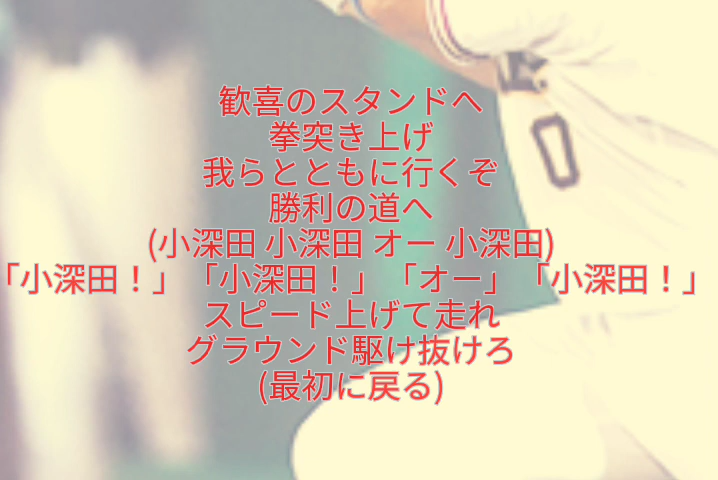 歓喜のスタンドへ
拳突き上げ
我らとともに行くぞ
勝利の道へ
(小深田 小深田 オー 小深田)
「小深田！」「小深田！」「オー」「小深田！」
スピード上げて走れ
グラウンド駆け抜けろ
(最初に戻る)